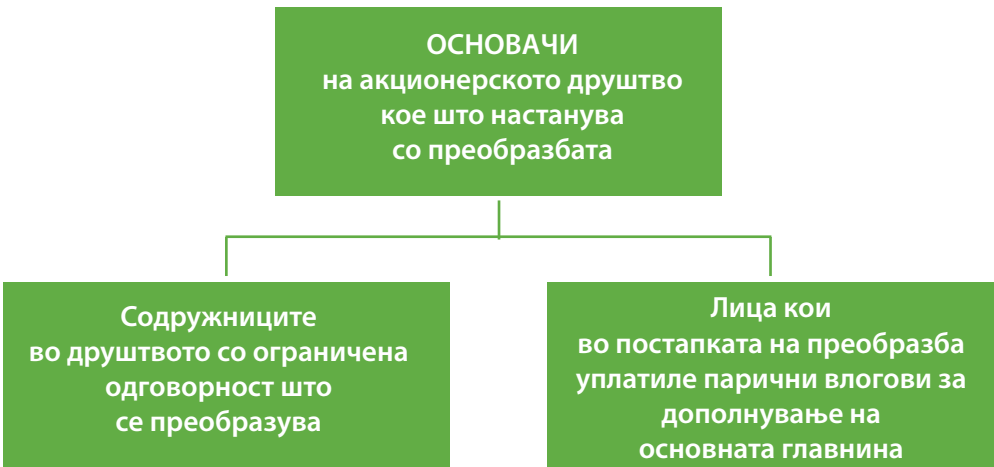 ОСНОВАЧИ
на акционерското друштво
кое што настанува
со преобразбата
Содружниците
во друштвото со ограничена
одговорност што
се преобразува
Лица кои
во постапката на преобразба
уплатиле парични влогови за
дополнување на
основната главнина